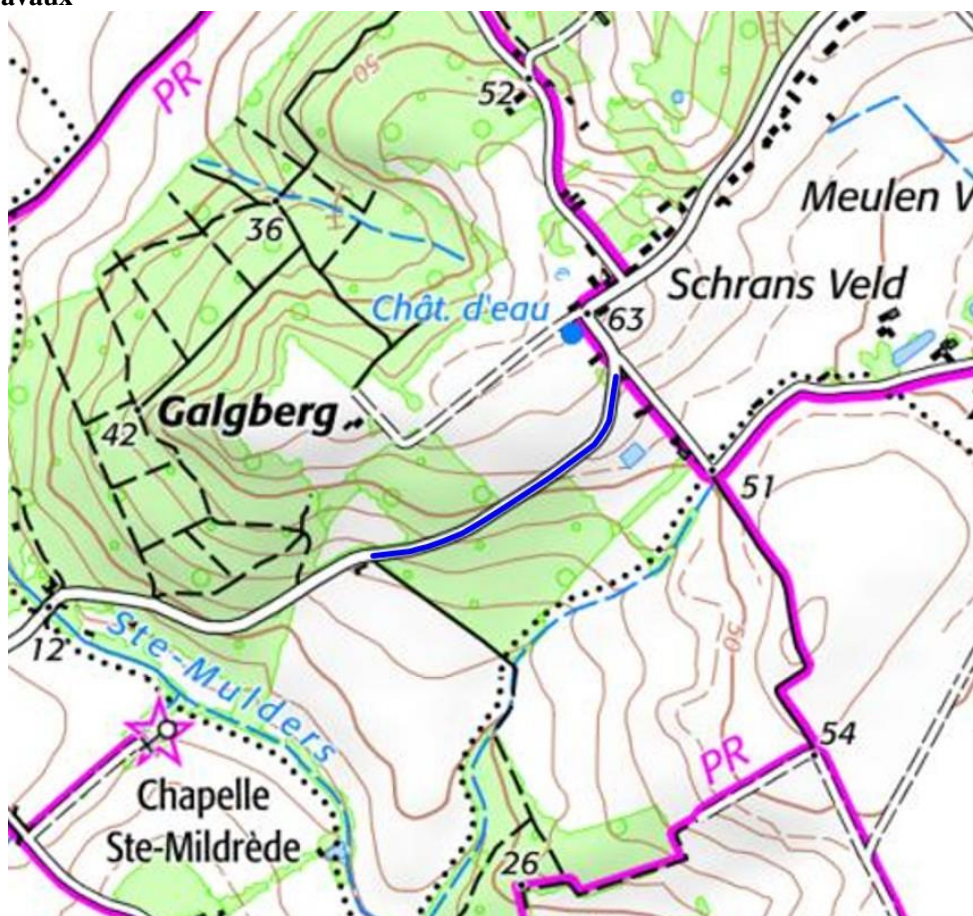 avaux
PR
50
52
36
Meulen V
Schrans Veld
Chât. d'eau
63
Galgberg
42
51
Ste-Mulders
50
12
54
PR
Chapelle
Ste-Mildrède
26